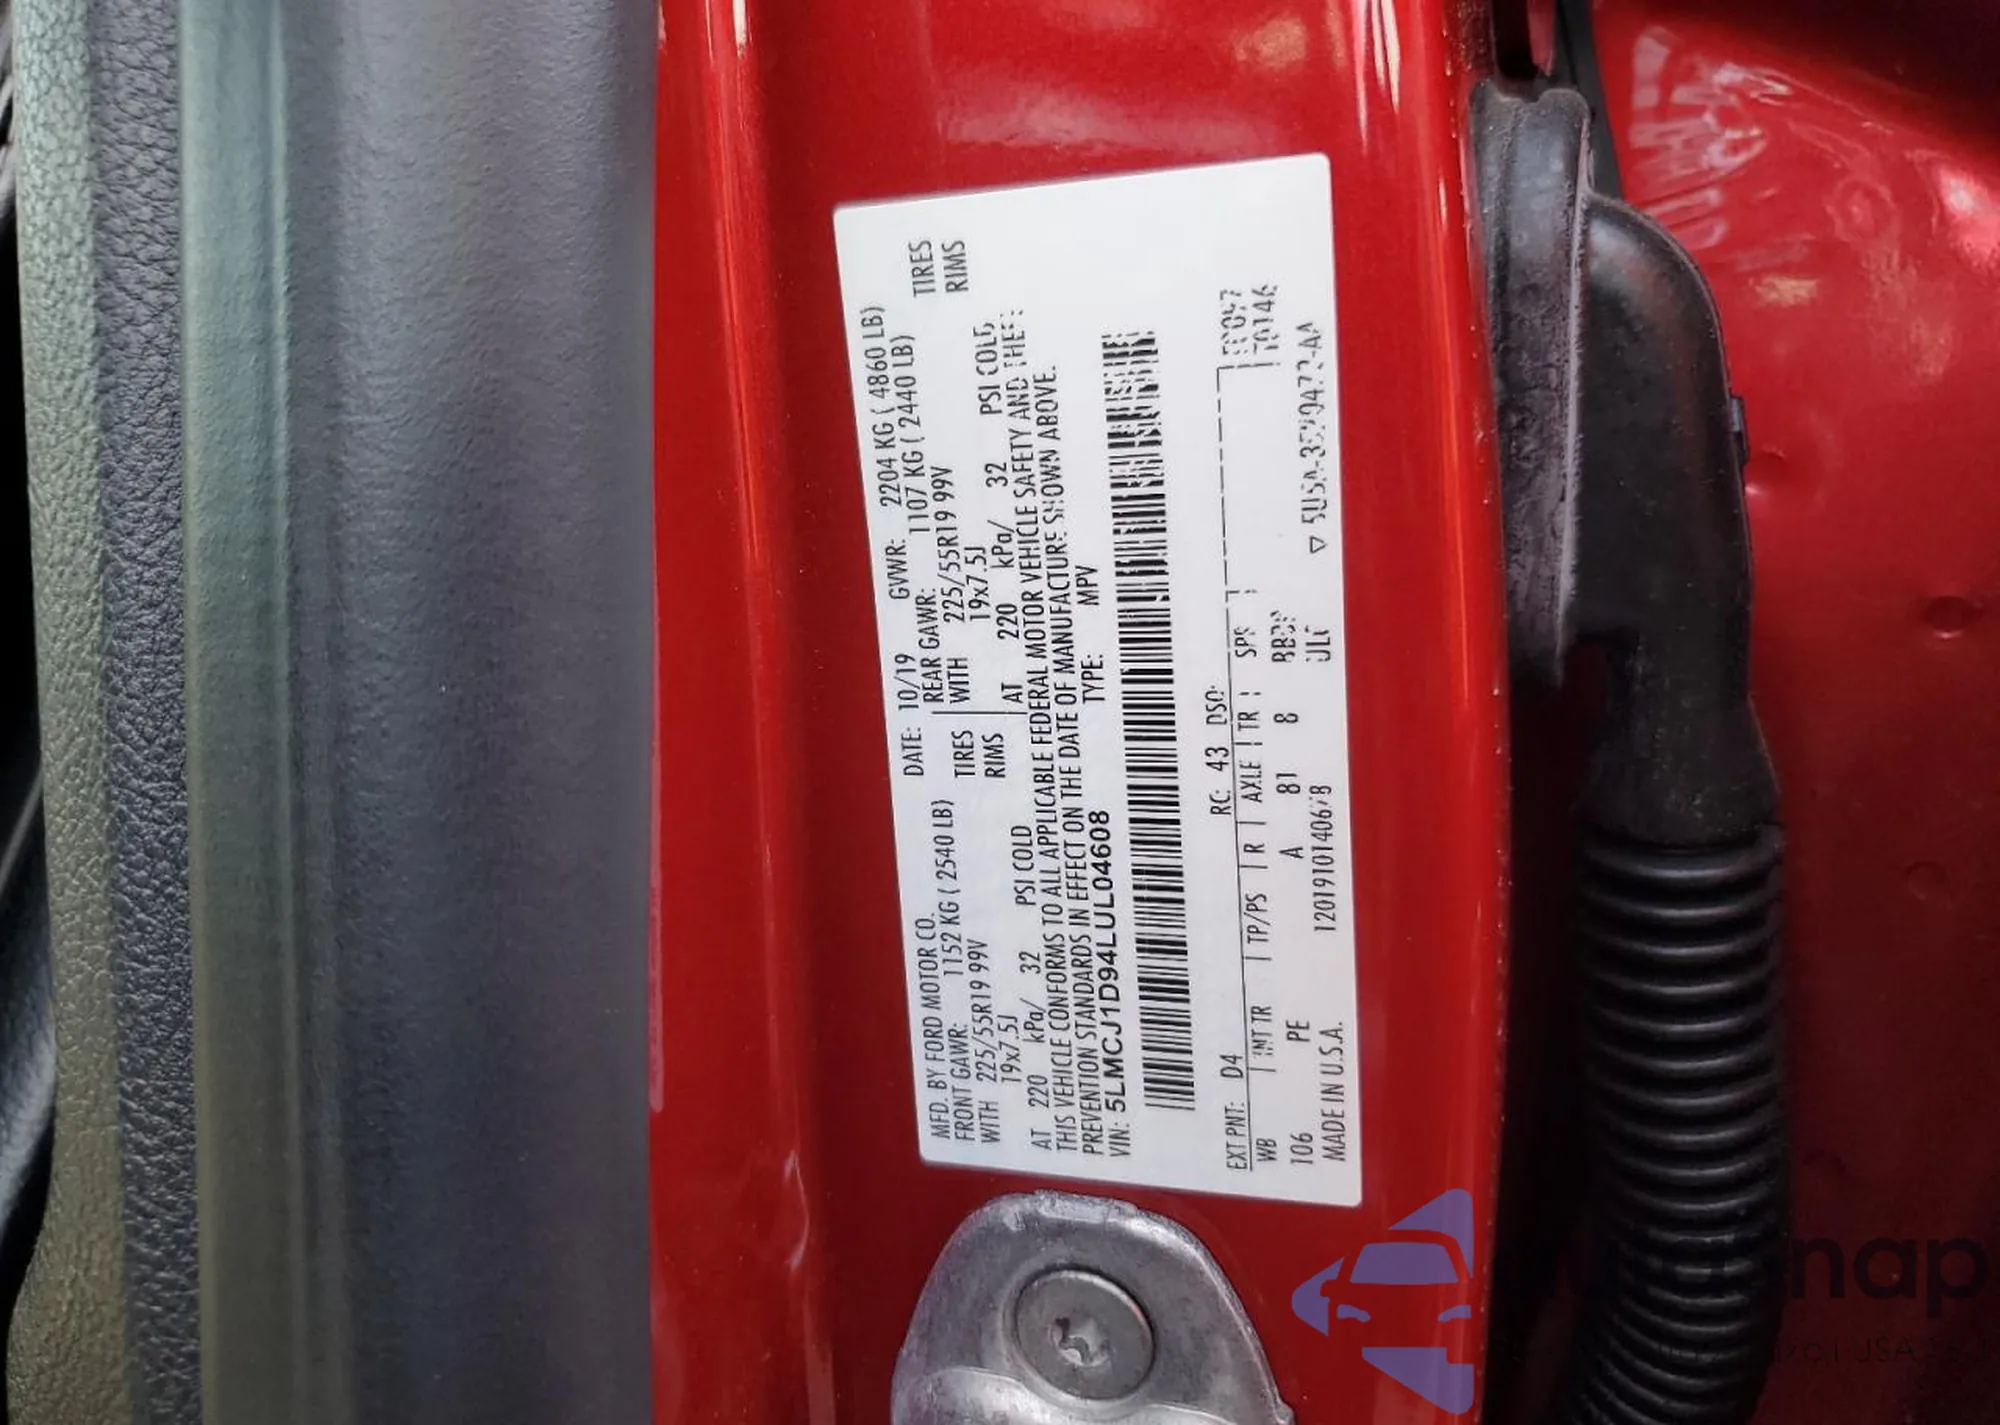 MFD. BY FORD MOTOR CO. DATE: 10/19 GVWR: 2204 KG ( 4860 LB)
FRONT GAWR: 1152 KG ( 2540 LB) REAR GAWR: 1107 KG ( 2440 LB)
WITH 225/55R19 99V TIRES WITH 225/55R19 99V TIRES
19x7.5J RIMS 19x7.5J RIMS
AT 220 kPa/ 32 PSI COLD AT 220 kPa/ 32 PSI COLD
THIS VEHICLE CONFORMS TO ALL APPLICABLE FEDERAL MOTOR VEHICLE SAFETY AND THEFT
PREVENTION STANDARDS IN EFFECT ON THE DATE OF MANUFACTURE SHOWN ABOVE.
VIN: 5LMCJ1D94LUL04608 TYPE: MPV
EXT PNT: D4 RC: 43 DSO:
WB INT TR TP/PS R AXLE TR SPR
106 PE A 81 8
MADE IN U.S.A.